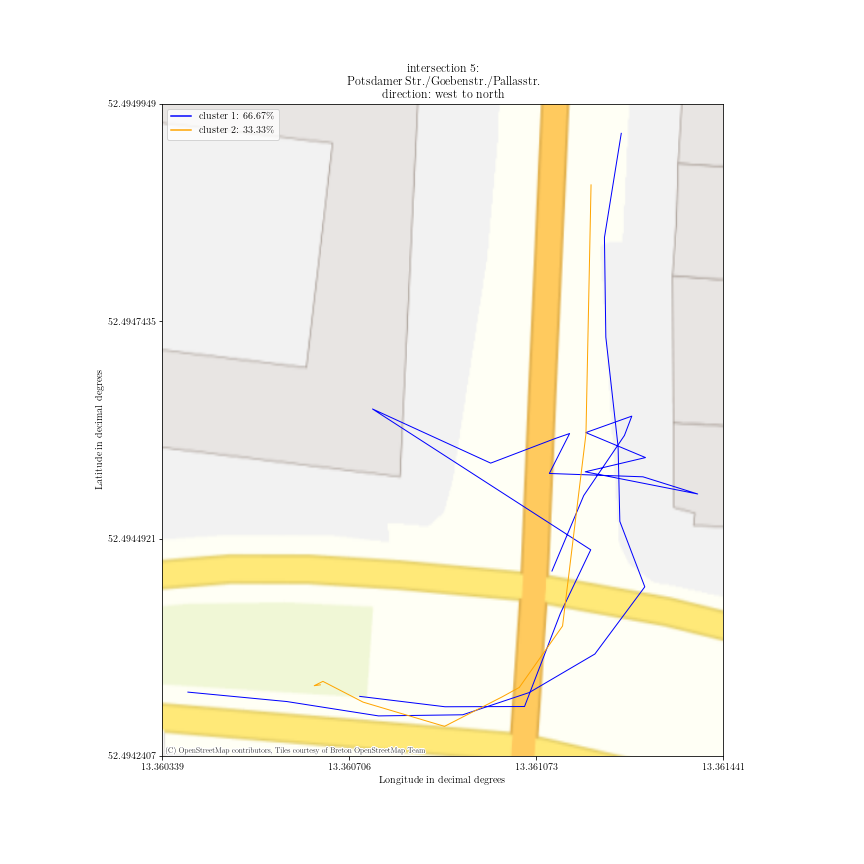 intersection 5:
Potsdamer Str./Goebenstr./Pallasstr.
direction: west to north
52.4949949
cluster 1: 66.67%
cluster 2: 33.33%
52.4947435
Latitude in decimal degrees
52.4944921
52.4942407
(C) OpenStreetMap contributors, Tiles courtesy of Breton OpenStreetMap Team
13.360339
13.360706
13.361073
13.361441
Longitude in decimal degrees